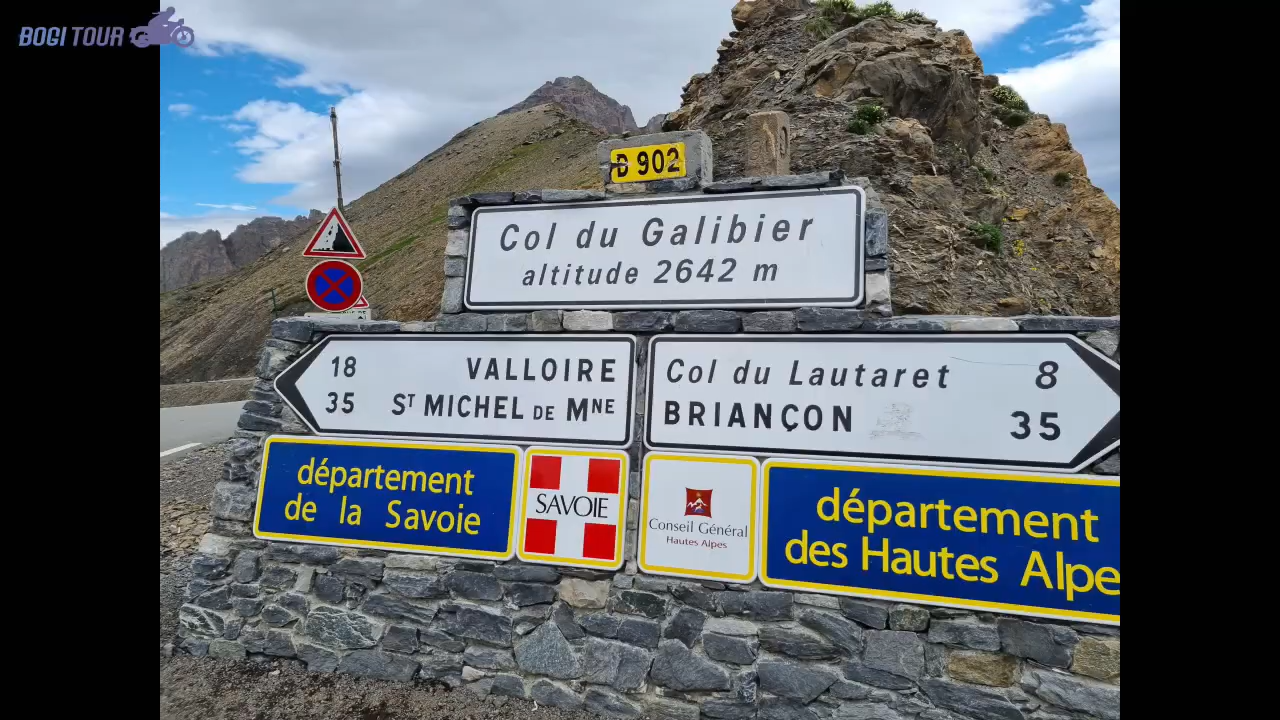 BOGI TOUR
D 902
Col du Galibier
altitude 2642 m
18 VALLOIRE
35 ST MICHEL DE MNE
Col du Lautaret 8
BRIANÇON 35
département
de la Savoie
SAVOIE
Conseil Général
Hautes Alpes
département
des Hautes Alpe